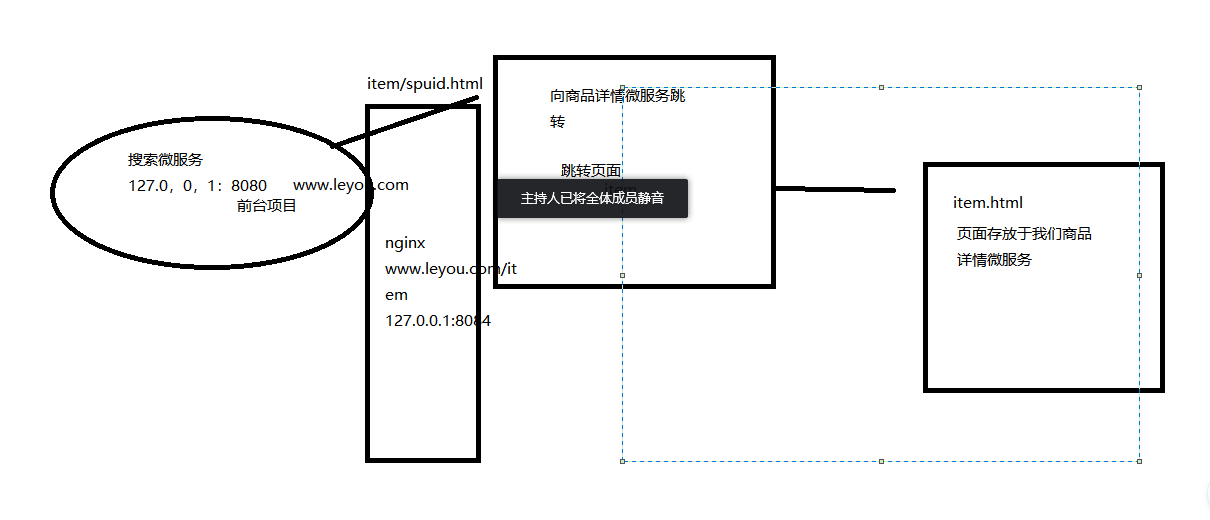 item/spuid.html
搜索微服务
127.0，0，1：8080
www.leyou.com
前台项目
nginx
www.leyou.com/it
em
127.0.0.1:8084
向商品详情微服务跳
转
跳转页面
主持人已将全体成员静音
item.html
页面存放于我们商品
详情微服务